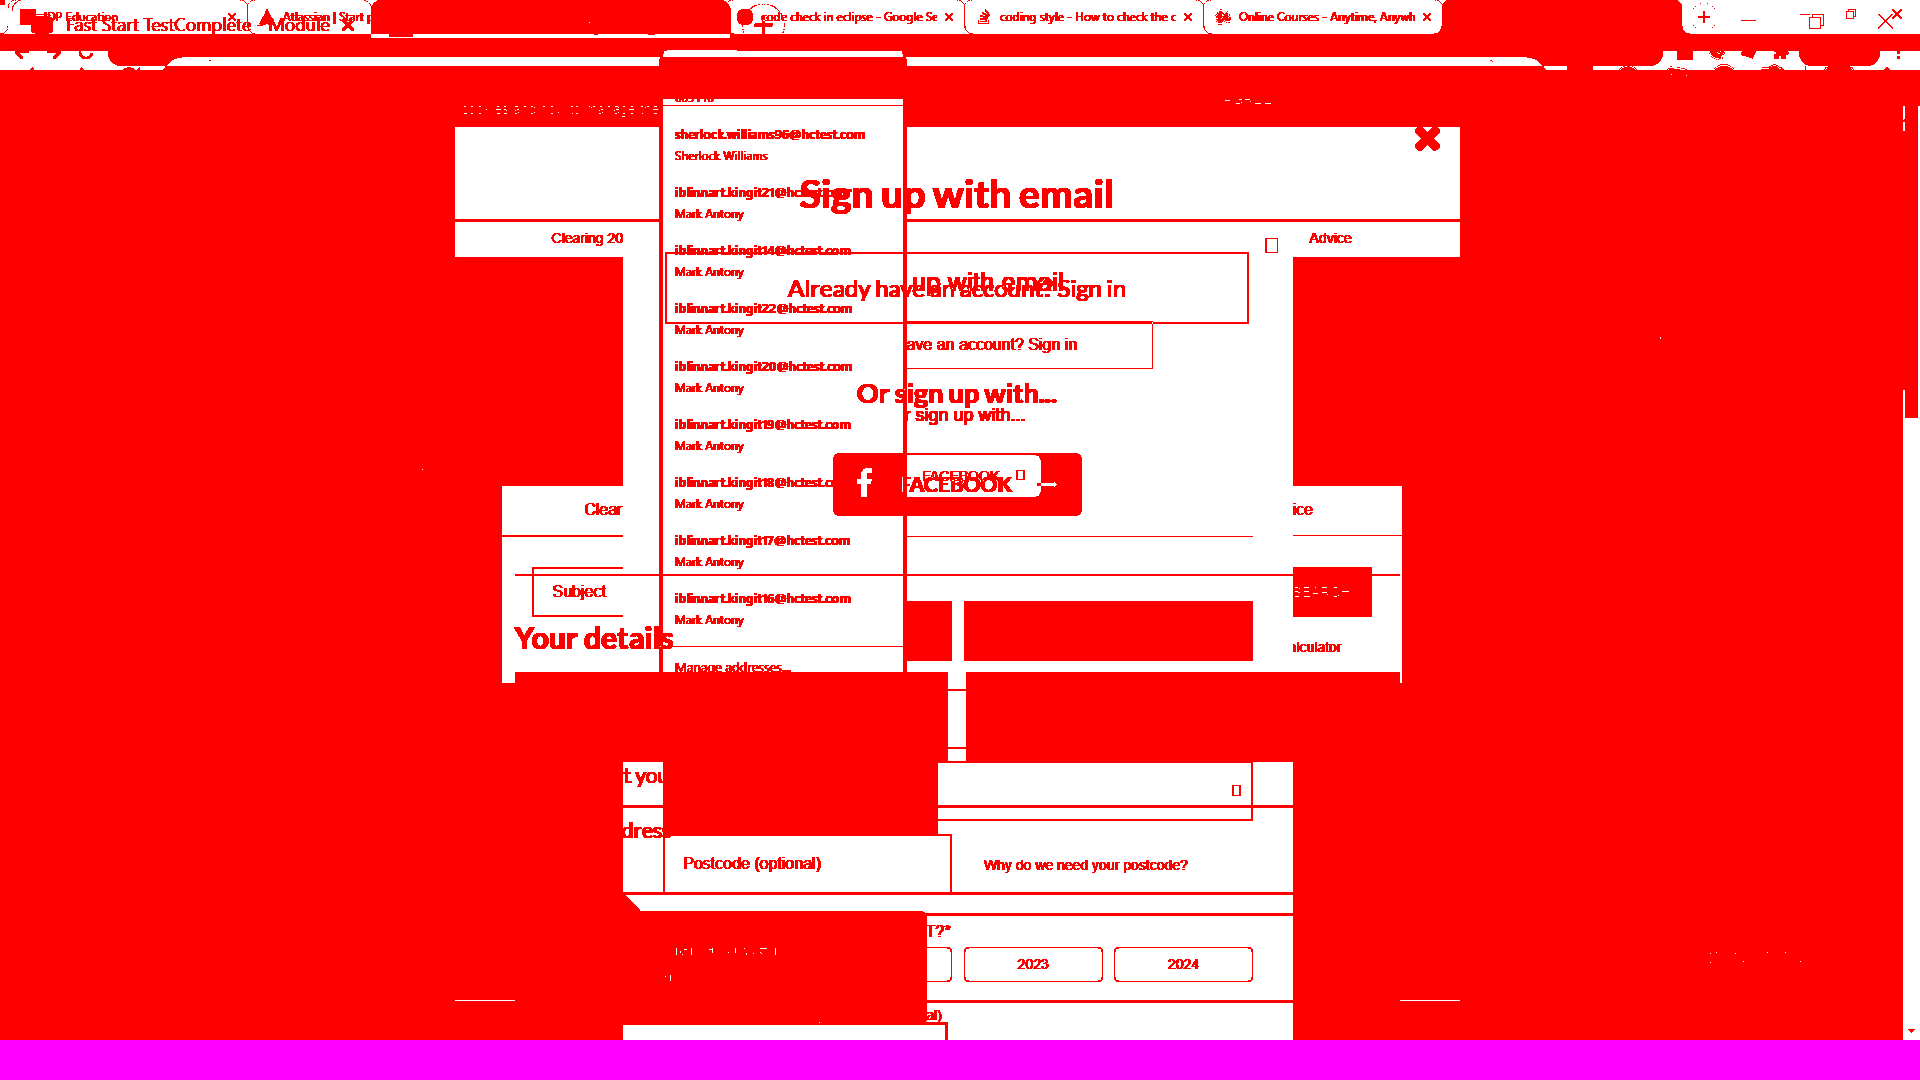 IDP Education
Fast Start TestComplete
Module
Atlassian | Start p
code check in eclipse - Google Se
coding style - How to check the c
Online Courses - Anytime, Anywh
sherlock.williams96@hctest.com
Sherlock Williams
Sign up with email
iblinnart.kingit21@hctest.com
Mark Antony
Clearing 20
Advice
iblinnart.kingit14@hctest.com
Mark Antony
up with email
Already have an account? Sign in
iblinnart.kingit22@hctest.com
Mark Antony
ave an account? Sign in
iblinnart.kingit20@hctest.com
Mark Antony
Or sign up with...
r sign up with...
iblinnart.kingit19@hctest.com
Mark Antony
iblinnart.kingit18@hctest.co
FACEBOOK
FACEBOOK
Mark Antony
Clear
ice
iblinnart.kingit17@hctest.com
Mark Antony
Subject
SEARCH
iblinnart.kingit16@hctest.com
Mark Antony
Your details
lculator
Manage addresses...
t you
dress
Postcode (optional)
Why do we need your postcode?
T?*
2023
2024
al)